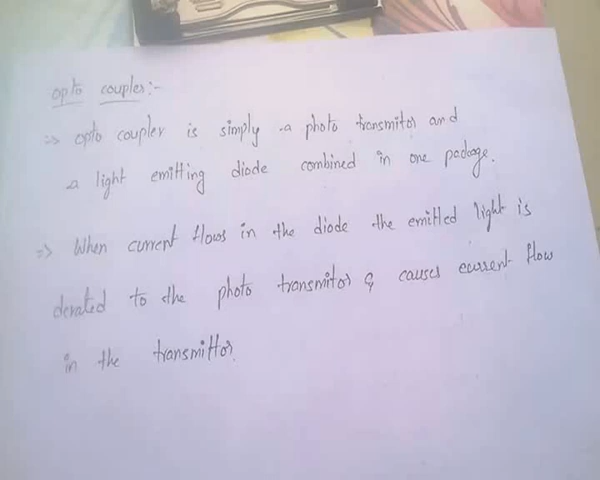 opto coupler:-
⇒ opto coupler is simply a photo transmitor and
a light emitting diode combined in one package.
⇒ When current flows in the diode the emitted light is
derated to the photo transmitor & causes current flow
in the transmittor.